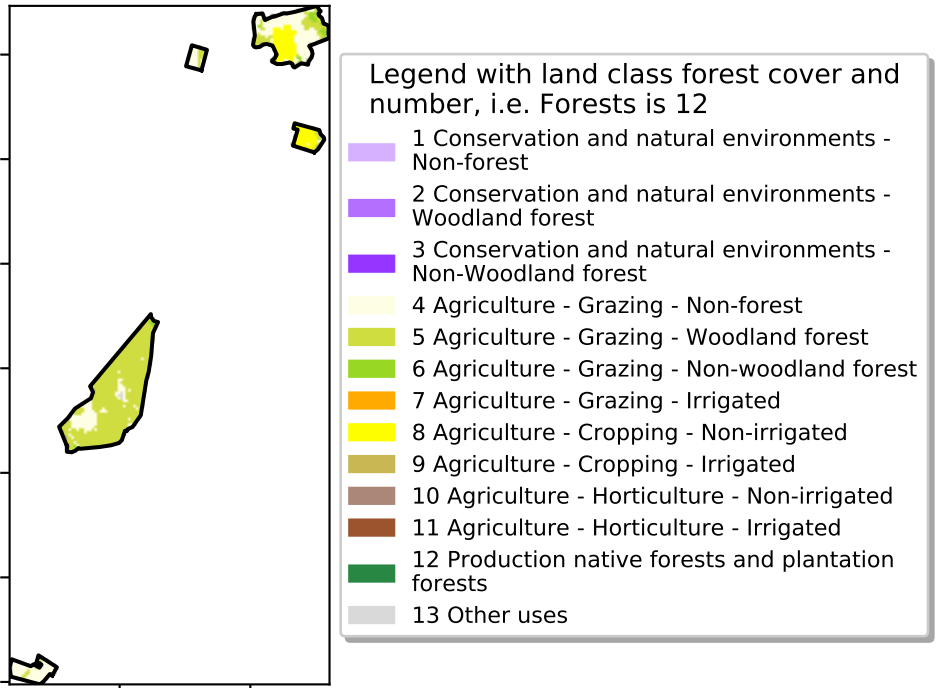 Legend with land class forest cover and
number, i.e. Forests is 12
1 Conservation and natural environments -
Non-forest
2 Conservation and natural environments -
Woodland forest
3 Conservation and natural environments -
Non-Woodland forest
4 Agriculture - Grazing - Non-forest
5 Agriculture - Grazing - Woodland forest
6 Agriculture - Grazing - Non-woodland forest
7 Agriculture - Grazing - Irrigated
8 Agriculture - Cropping - Non-irrigated
9 Agriculture - Cropping - Irrigated
10 Agriculture - Horticulture - Non-irrigated
11 Agriculture - Horticulture - Irrigated
12 Production native forests and plantation
forests
13 Other uses